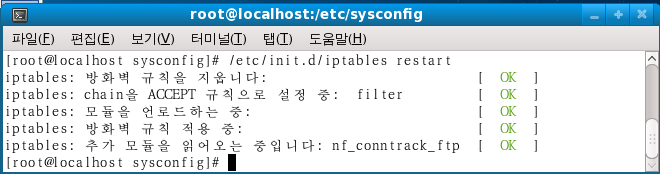 root@localhost:/etc/sysconfig
파일(F) 편집(E) 보기(V) 터미널(T) 탭(T) 도움말(H)
[root@localhost sysconfig]# /etc/init.d/iptables restart
iptables: 방화벽 규칙을 지웁니다: [ OK ]
iptables: chain을 ACCEPT 규칙으로 설정 중: filter [ OK ]
iptables: 모듈을 언로드하는 중: [ OK ]
iptables: 방화벽 규칙 적용 중: [ OK ]
iptables: 추가 모듈을 읽어오는 중입니다: nf_conntrack_ftp [ OK ]
[root@localhost sysconfig]#